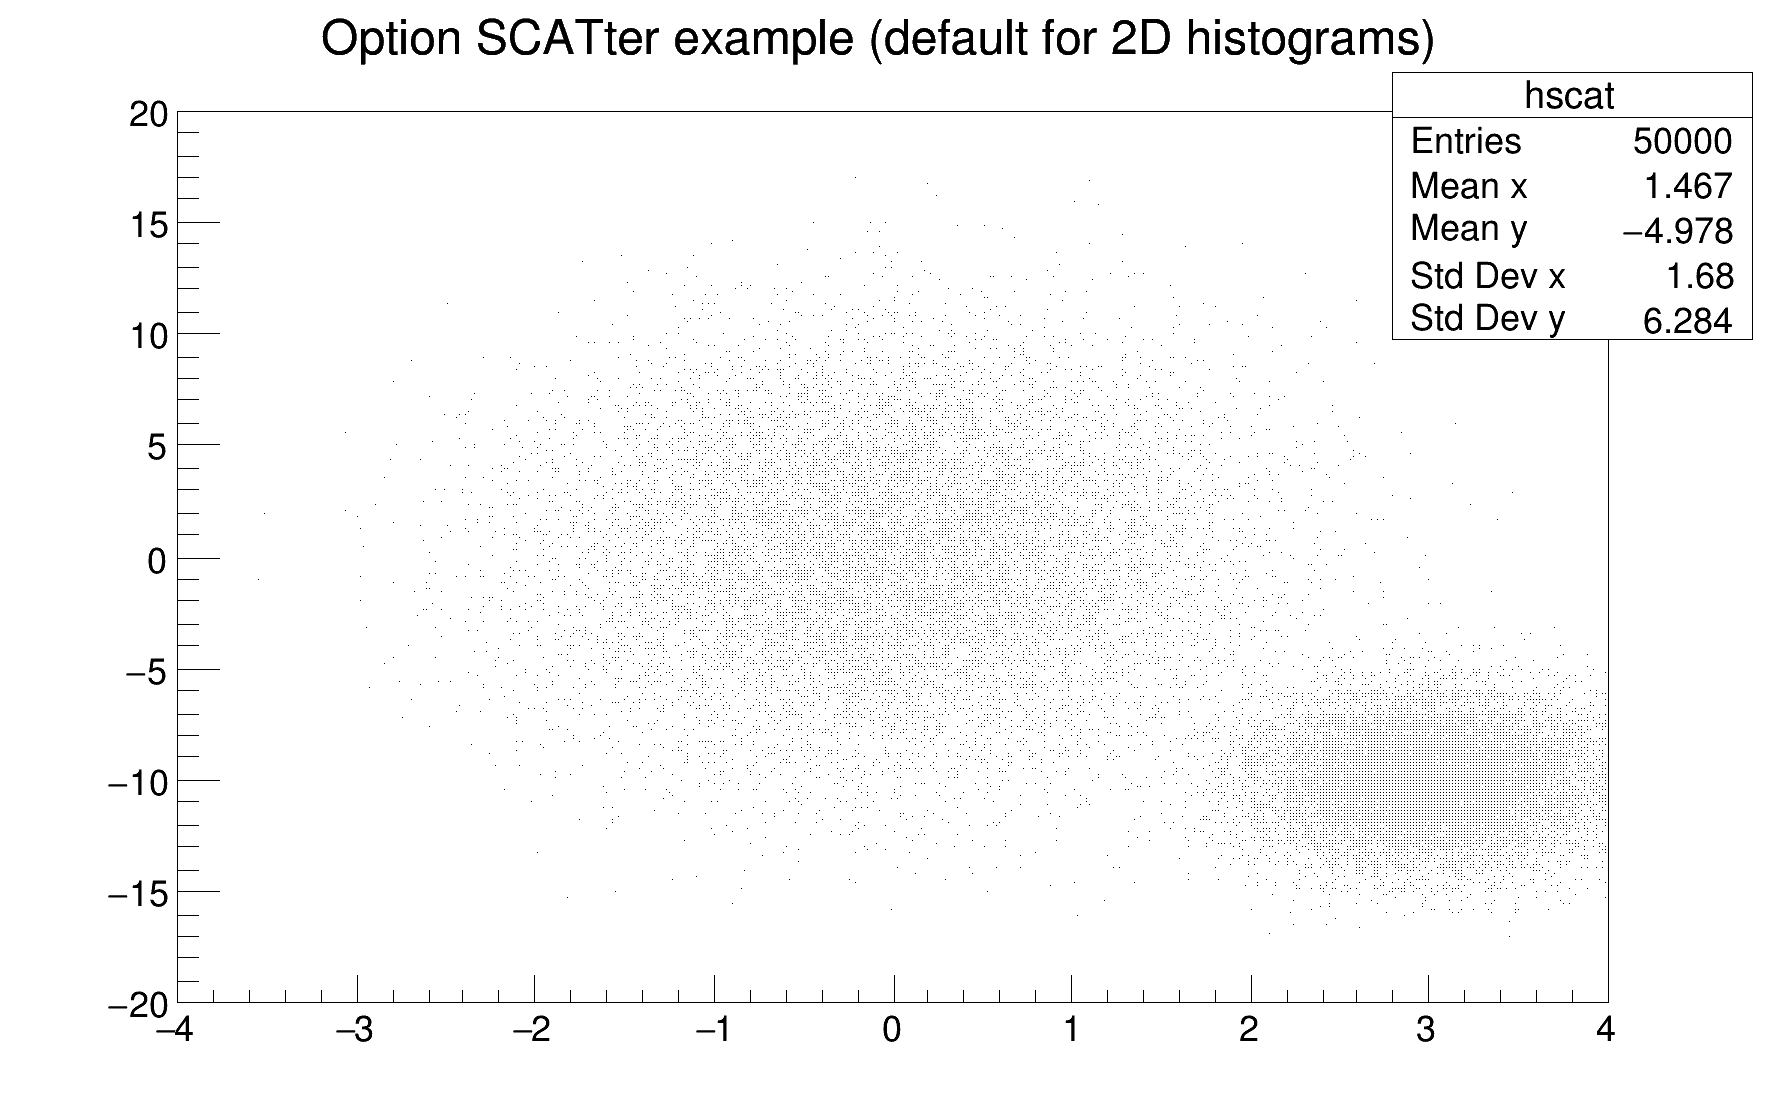 Option SCATter example (default for 2D histograms)
hscat
Entries 50000
Mean x 1.467
Mean y −4.978
Std Dev x 1.68
Std Dev y 6.284
20
15
10
5
0
−5
−10
−15
−20
−4 −3 −2 −1 0 1 2 3 4